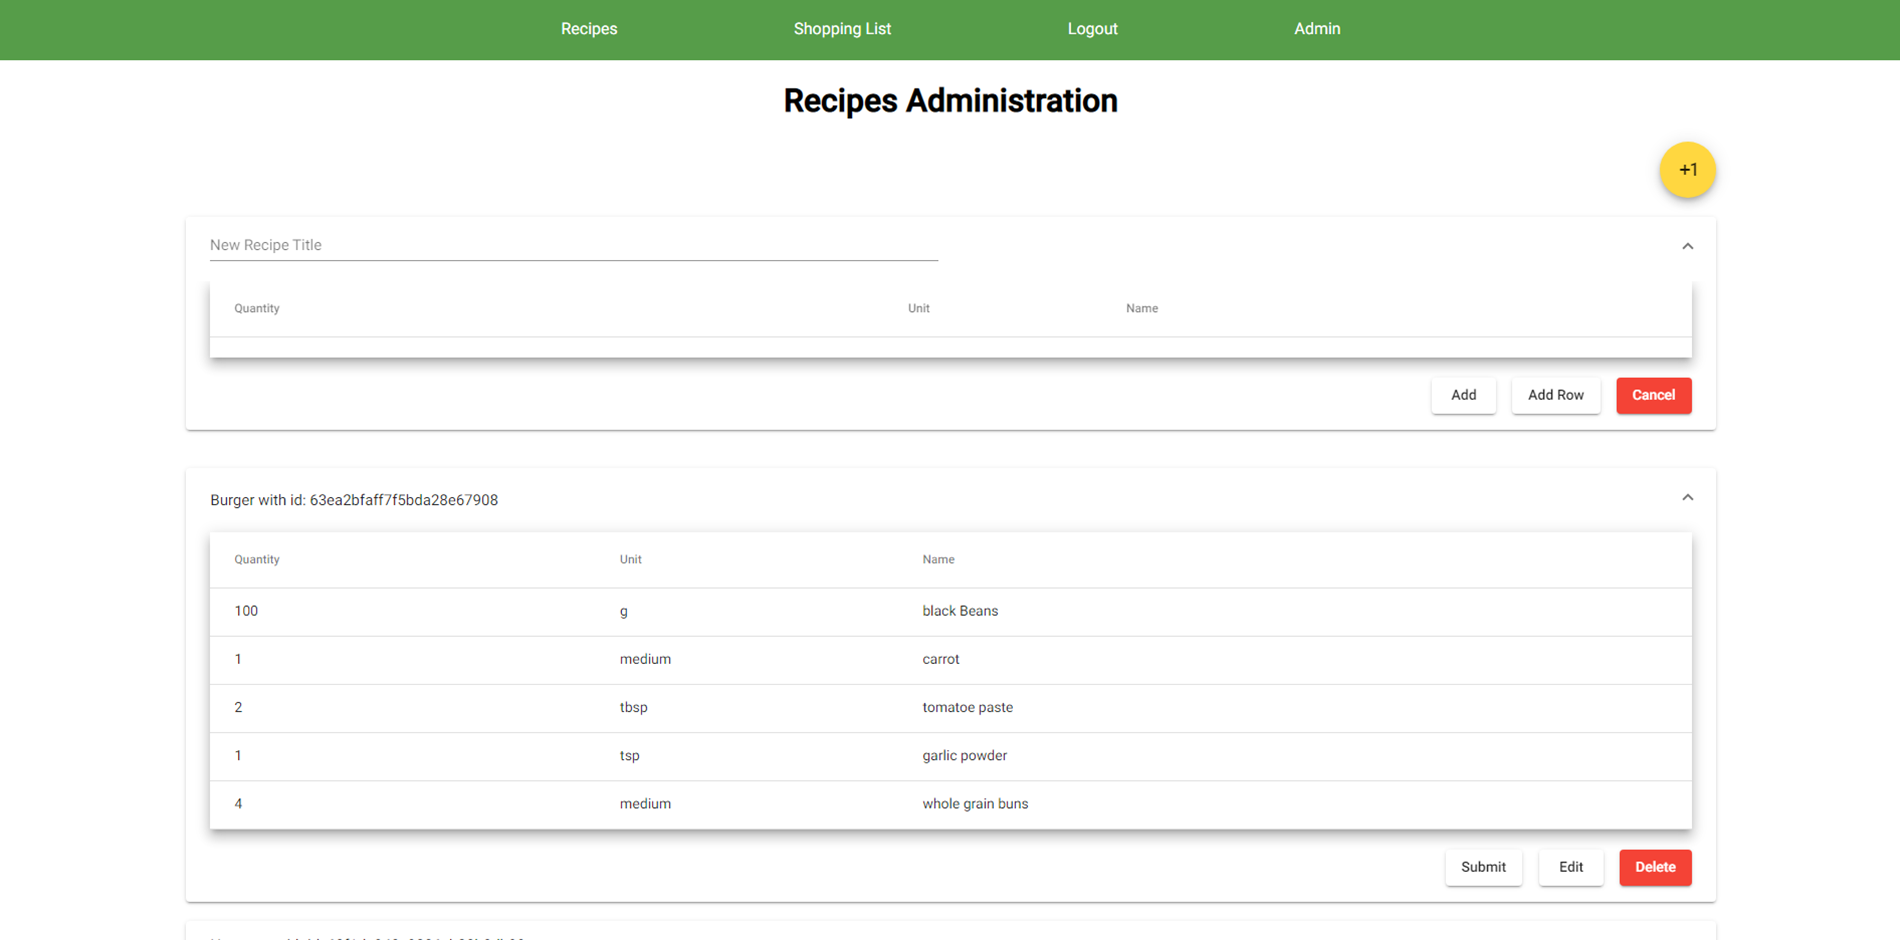 Recipes Shopping List Logout Admin
Recipes Administration
+1
New Recipe Title
Quantity Unit Name
Add Add Row Cancel
Burger with id: 63ea2bfaff7f5bda28e67908
Quantity Unit Name
100 g black Beans
1 medium carrot
2 tbsp tomatoe paste
1 tsp garlic powder
4 medium whole grain buns
Submit Edit Delete